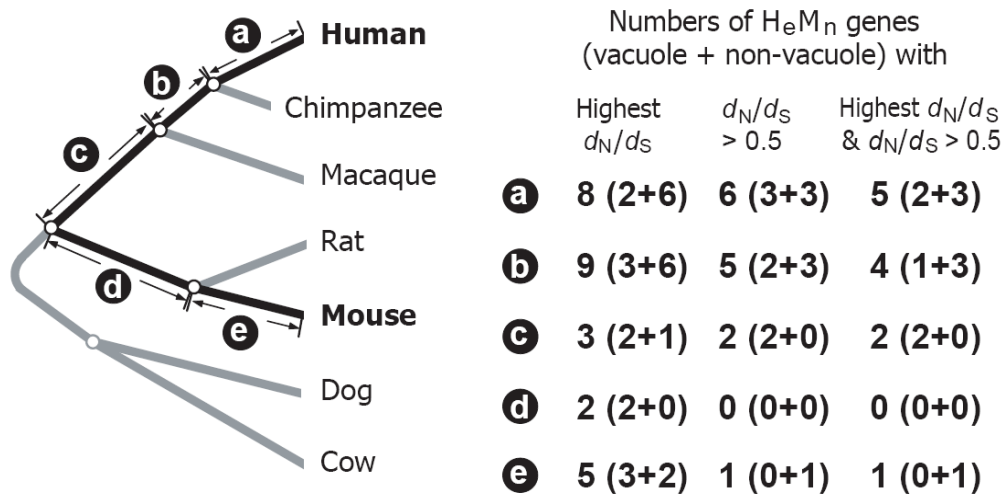 a
Human
b
Chimpanzee
c
Macaque
Rat
d
Mouse
e
Dog
Cow
Numbers of HeMn genes
(vacuole + non-vacuole) with
Highest dN/dS
dN/dS > 0.5
Highest dN/dS & dN/dS > 0.5
a 8 (2+6) 6 (3+3) 5 (2+3)
b 9 (3+6) 5 (2+3) 4 (1+3)
c 3 (2+1) 2 (2+0) 2 (2+0)
d 2 (2+0) 0 (0+0) 0 (0+0)
e 5 (3+2) 1 (0+1) 1 (0+1)